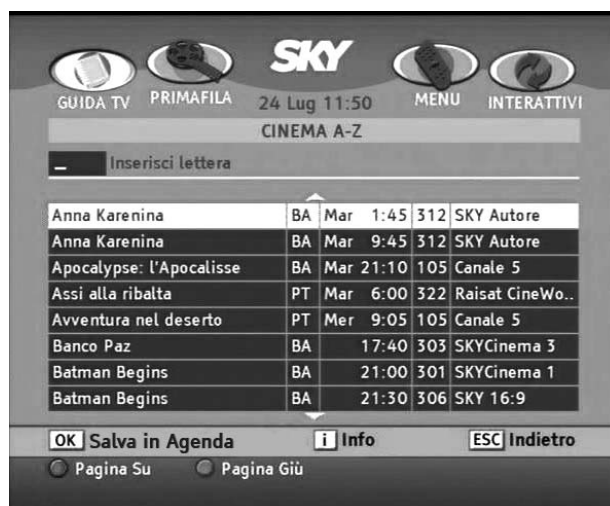 SKY
GUIDA TV PRIMAFILA 24 Lug 11:50 MENU INTERATTIVI
CINEMA A-Z
_ Inserisci lettera
Anna Karenina BA Mar 1:45 312 SKY Autore
Anna Karenina BA Mar 9:45 312 SKY Autore
Apocalypse: l'Apocalisse BA Mar 21:10 105 Canale 5
Assi alla ribalta PT Mar 6:00 322 Raisat CineWo..
Avventura nel deserto PT Mer 9:05 105 Canale 5
Banco Paz BA 17:40 303 SKYCinema 3
Batman Begins BA 21:00 301 SKYCinema 1
Batman Begins BA 21:30 306 SKY 16:9
OK Salva in Agenda i Info ESC Indietro
Pagina Su Pagina Giù